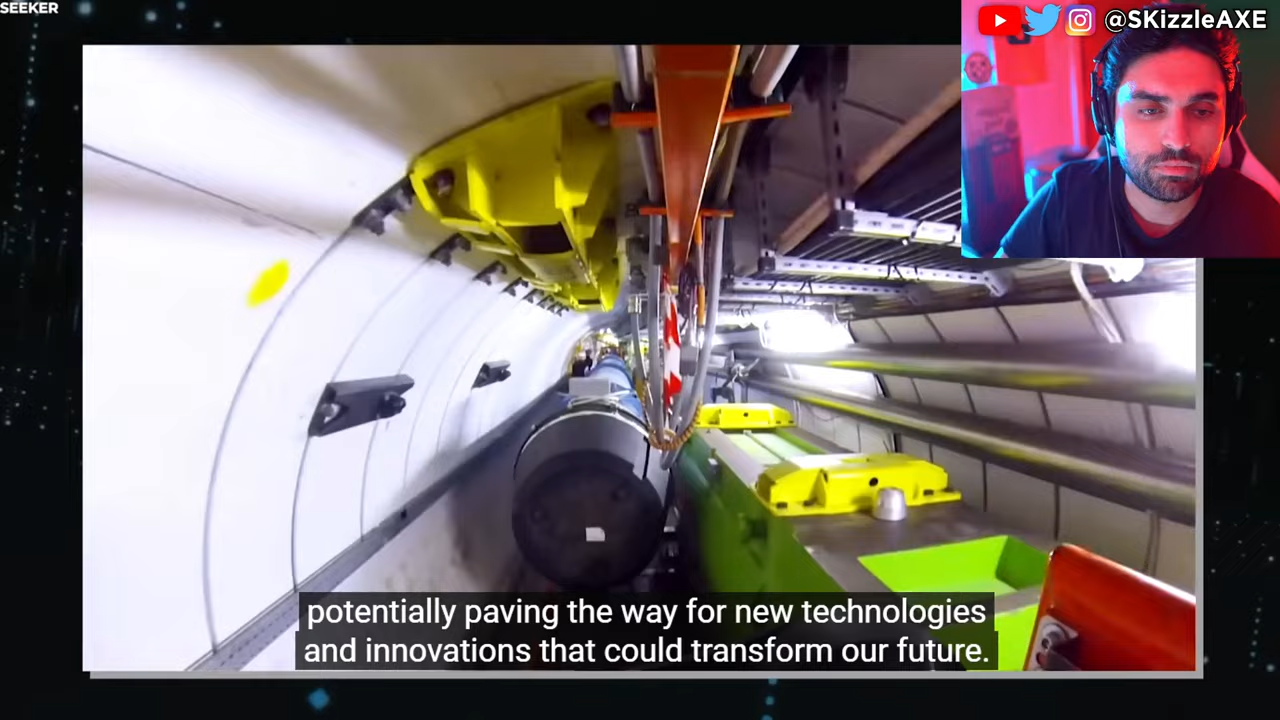 SEEKER
@SKizzleAXE
potentially paving the way for new technologies
and innovations that could transform our future.